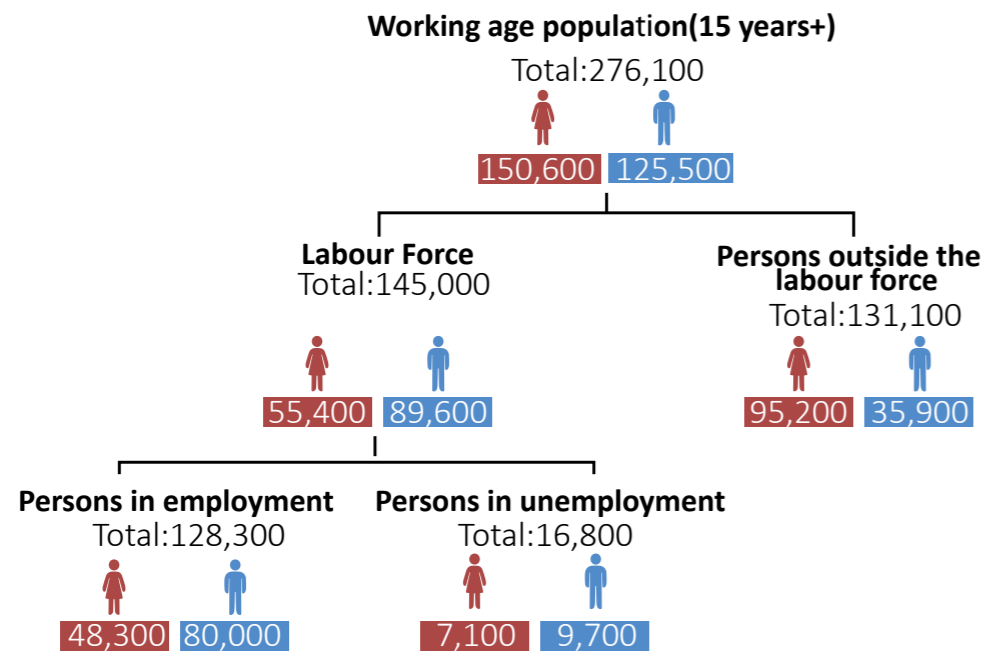 Working age population(15 years+)
Total:276,100
150,600 125,500
Labour Force
Total:145,000
55,400 89,600
Persons outside the
labour force
Total:131,100
95,200 35,900
Persons in employment
Total:128,300
48,300 80,000
Persons in unemployment
Total:16,800
7,100 9,700